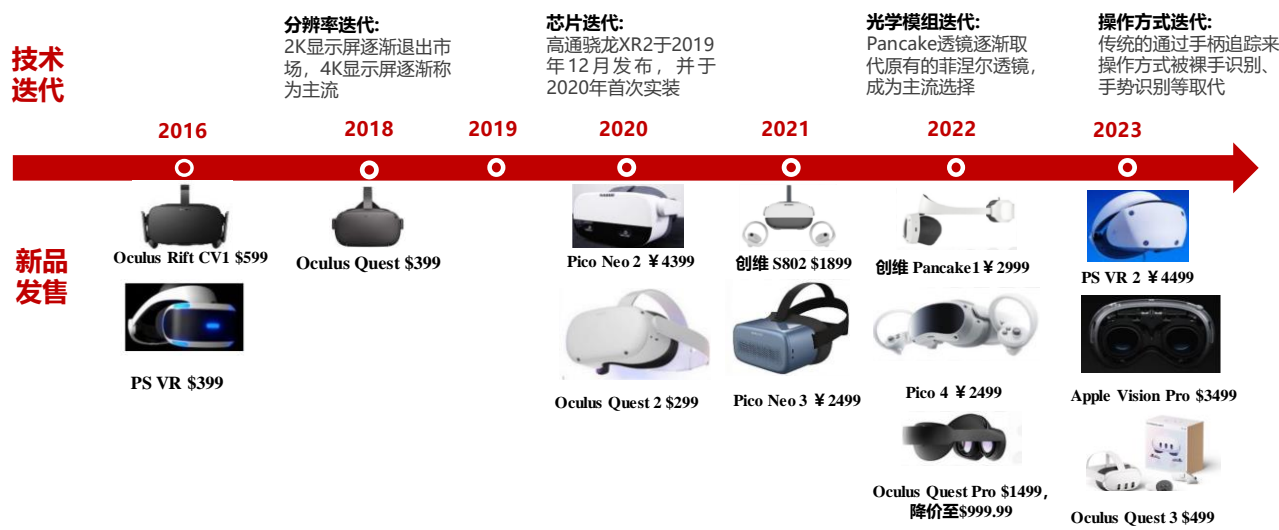 技术
迭代
分辨率迭代:
2K显示屏逐渐退出市
场，4K显示屏逐渐称
为主流
芯片迭代:
高通骁龙XR2于2019
年12月发布，并于
2020年首次实装
光学模组迭代:
Pancake透镜逐渐取
代原有的菲涅尔透镜，
成为主流选择
操作方式迭代:
传统的通过手柄追踪来
操作方式被裸手识别、
手势识别等取代
2016
2018
2019
2020
2021
2022
2023
新品
发售
Oculus Rift CV1 $599
Oculus Quest $399
Pico Neo 2 ￥4399
创维 S802 $1899
创维 Pancake1￥2999
PS VR 2 ￥4499
PS VR $399
Oculus Quest 2 $299
Pico Neo 3 ￥2499
Pico 4 ￥2499
Apple Vision Pro $3499
Oculus Quest Pro $1499，
降价至$999.99
Oculus Quest 3 $499